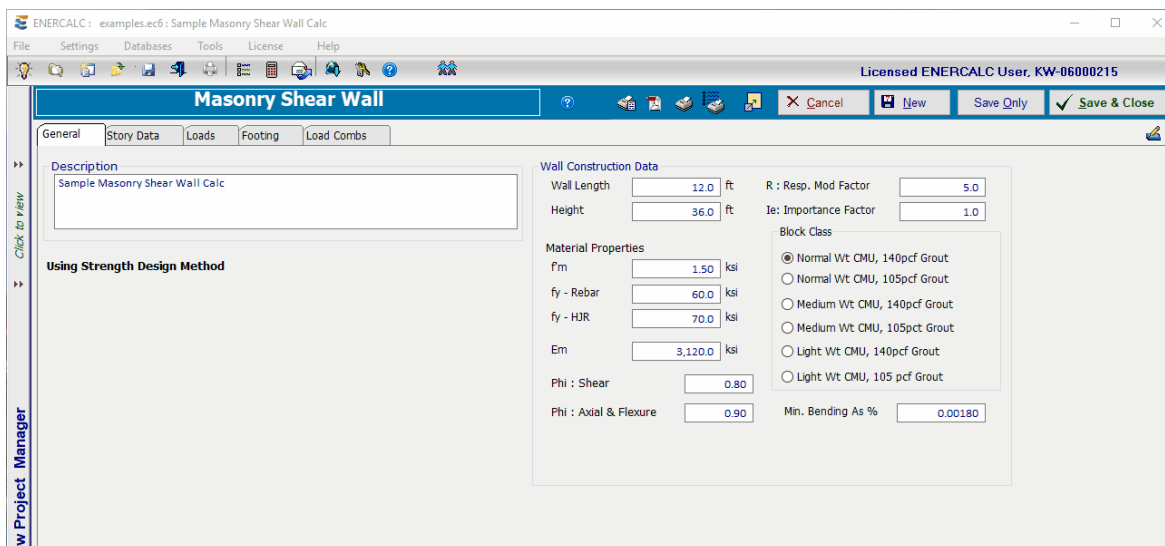 ENERCALC : examples.ec6 : Sample Masonry Shear Wall Calc
File Settings Databases Tools License Help
Licensed ENERCALC User, KW-06000215
Masonry Shear Wall
Cancel New Save Only Save & Close
General Story Data Loads Footing Load Combs
Description
Sample Masonry Shear Wall Calc
Using Strength Design Method
Wall Construction Data
Wall Length 12.0 ft R : Resp. Mod Factor 5.0
Height 36.0 ft Ie: Importance Factor 1.0
Material Properties
f'm 1.50 ksi
fy - Rebar 60.0 ksi
fy - HJR 70.0 ksi
Em 3,120.0 ksi
Phi : Shear 0.80
Phi : Axial & Flexure 0.90
Block Class
Normal Wt CMU, 140pcf Grout
Normal Wt CMU, 105pcf Grout
Medium Wt CMU, 140pcf Grout
Medium Wt CMU, 105pct Grout
Light Wt CMU, 140pcf Grout
Light Wt CMU, 105 pcf Grout
Min. Bending As % 0.00180
Click to view
w Project Manager